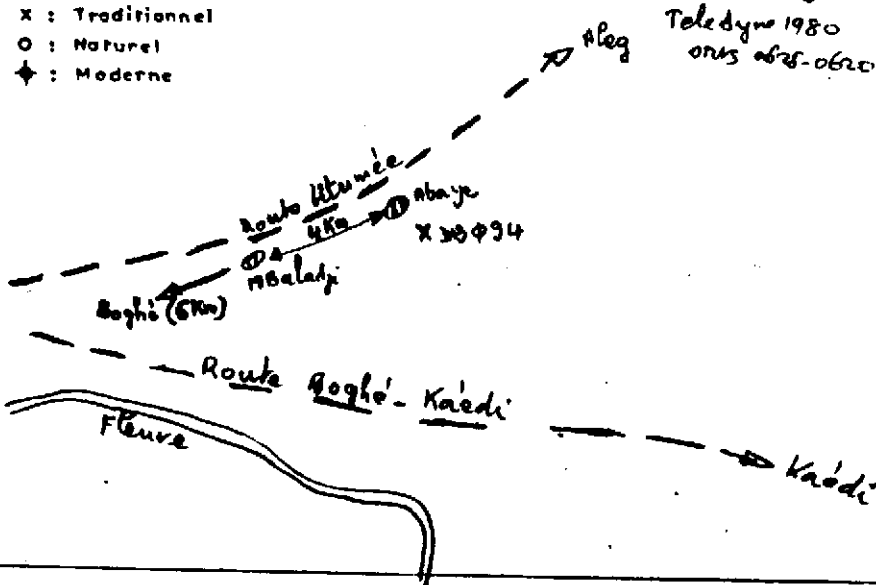 x : Traditionnel
o : Naturel
: Moderne
Teledyne 1980
Aleg
Route bitumée
4Km
Abaye
MBaladji
Boghé (6Km)
Route Boghé - Kaédi
Fleuve
Kaédi